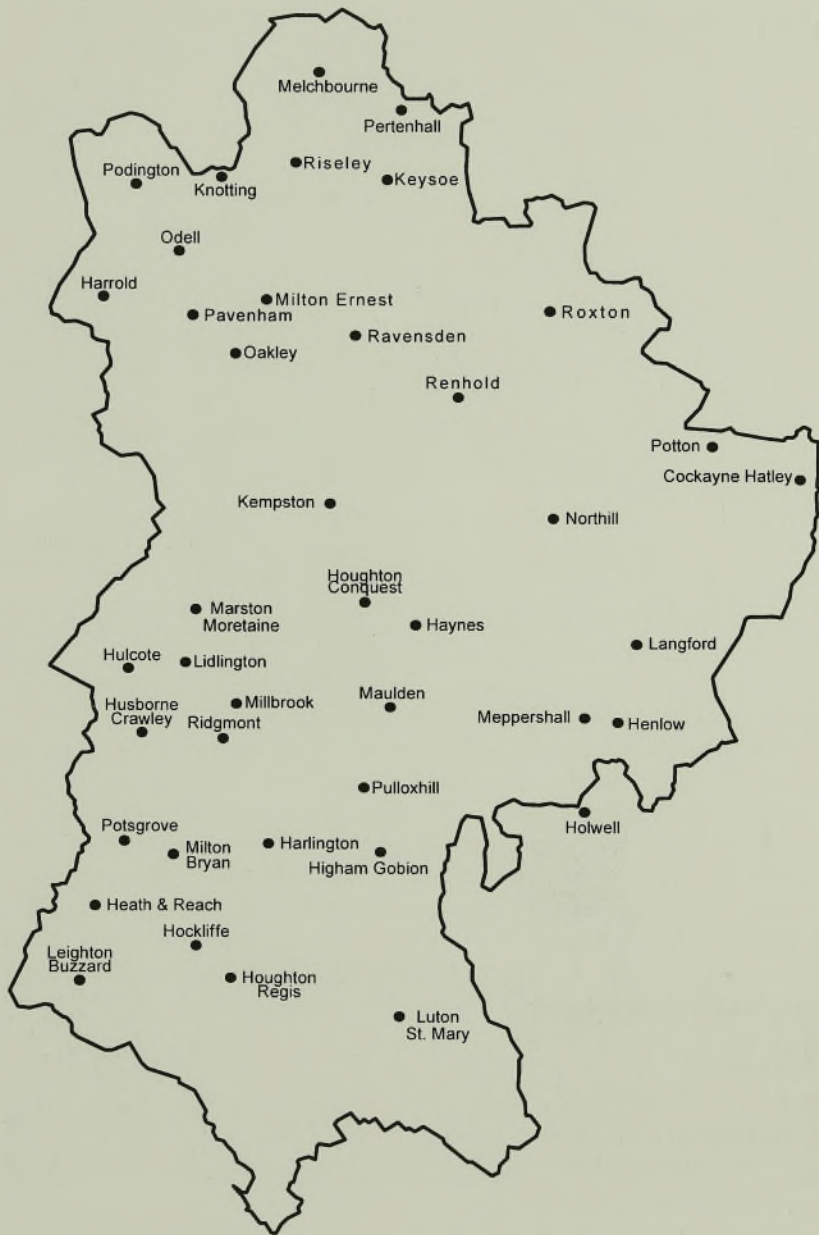 Melchbourne
Pertenhall
Riseley
Podington
Knotting
Keysoe
Odell
Harrold
Milton Ernest
Pavenham
Roxton
Ravensden
Oakley
Renhold
Potton
Cockayne Hatley
Kempston
Northill
Houghton
Conquest
Marston
Moretaine
Haynes
Langford
Hulcote
Lidlington
Husborne
Crawley
Millbrook
Ridgmont
Maulden
Meppershall
Henlow
Pulloxhill
Holwell
Potsgrove
Milton
Bryan
Harlington
Higham Gobion
Heath & Reach
Hockliffe
Leighton
Buzzard
Houghton
Regis
Luton
St. Mary